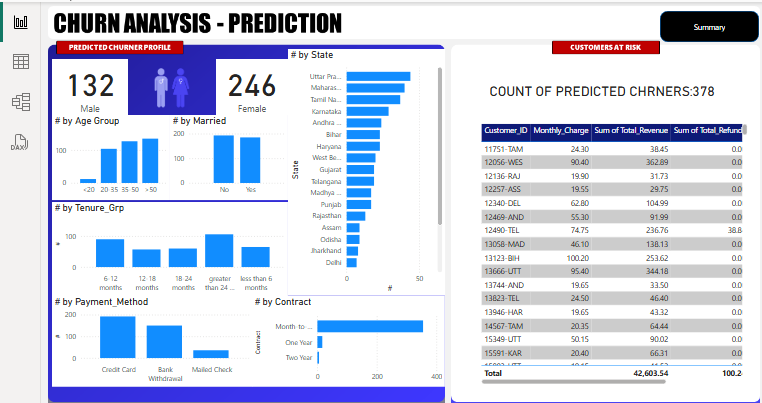 CHURN ANALYSIS - PREDICTION
Summary
PREDICTED CHURNER PROFILE
132
Male
246
Female
# by Age Group
100
0
<20 20-35 35-50 >50
# by Married
200
100
0
No Yes
# by State
State
Uttar Pra...
Maharas...
Tamil Na...
Karnataka
Andhra ...
Bihar
Haryana
West Be...
Gujarat
Telangana
Madhya ...
Punjab
Rajasthan
Assam
Odisha
Jharkhand
Delhi
0 50
#
# by Tenure_Grp
#
100
0
6-12 months
12-18 months
18-24 months
greater than 24 ...
less than 6 months
# by Payment_Method
#
200
100
0
Credit Card
Bank Withdrawal
Mailed Check
# by Contract
Contract
Month-to-...
One Year
Two Year
0 200 400
CUSTOMERS AT RISK
COUNT OF PREDICTED CHRNERS:378
Customer_ID Monthly_Charge Sum of Total_Revenue Sum of Total_Refund
11751-TAM 24.30 38.45 0.0
12056-WES 90.40 362.89 0.0
12136-RAJ 19.90 31.73 0.0
12257-ASS 19.55 29.75 0.0
12340-DEL 62.80 104.99 0.0
12469-AND 55.30 91.99 0.0
12490-TEL 74.75 236.76 38.8
13058-MAD 46.10 138.13 0.0
13123-BIH 100.20 253.62 0.0
13666-UTT 95.40 344.18 0.0
13744-AND 19.65 33.50 0.0
13823-TEL 24.50 46.40 0.0
13946-HAR 19.65 43.32 0.0
14567-TAM 20.35 64.44 0.0
15349-UTT 50.15 90.02 0.0
15591-KAR 20.40 66.31 0.0
Total 42,603.54 100.2
DAX